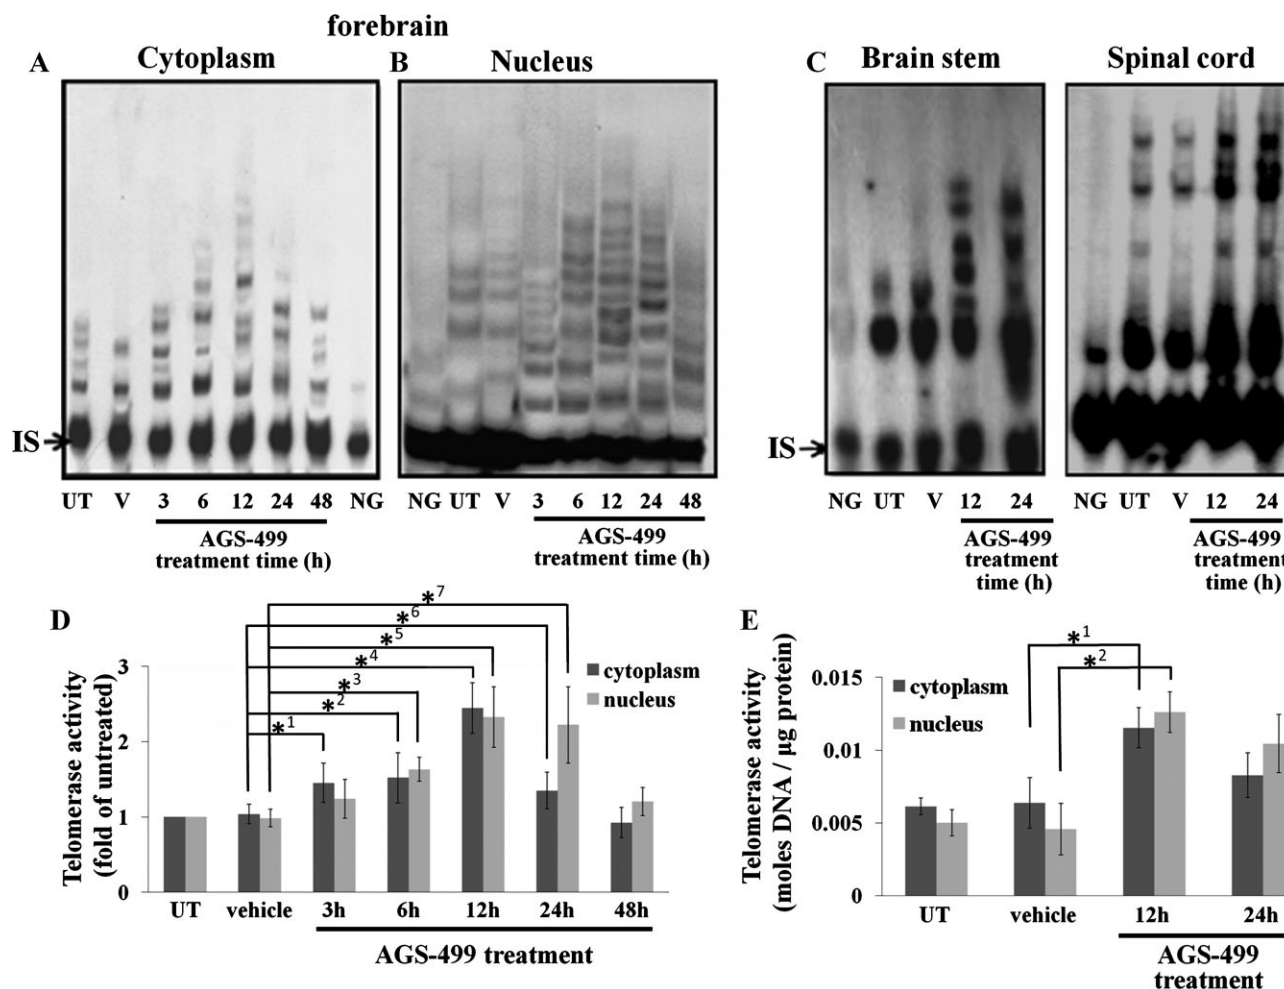 forebrain
A Cytoplasm
B Nucleus
C Brain stem
Spinal cord
IS
IS
UT V 3 6 12 24 48 NG
AGS-499
treatment time (h)
NG UT V 3 6 12 24 48
AGS-499
treatment time (h)
NG UT V 12 24
AGS-499
treatment
time (h)
NG UT V 12 24
AGS-499
treatment
time (h)
D
Telomerase activity
(fold of untreated)
3
2
1
0
*7
*6
*5
*4
*3
*2
*1
cytoplasm
nucleus
UT vehicle 3h 6h 12h 24h 48h
AGS-499 treatment
E
Telomerase activity
(moles DNA / µg protein)
0.015
0.01
0.005
0
*1
*2
cytoplasm
nucleus
UT vehicle 12h 24h
AGS-499
treatment